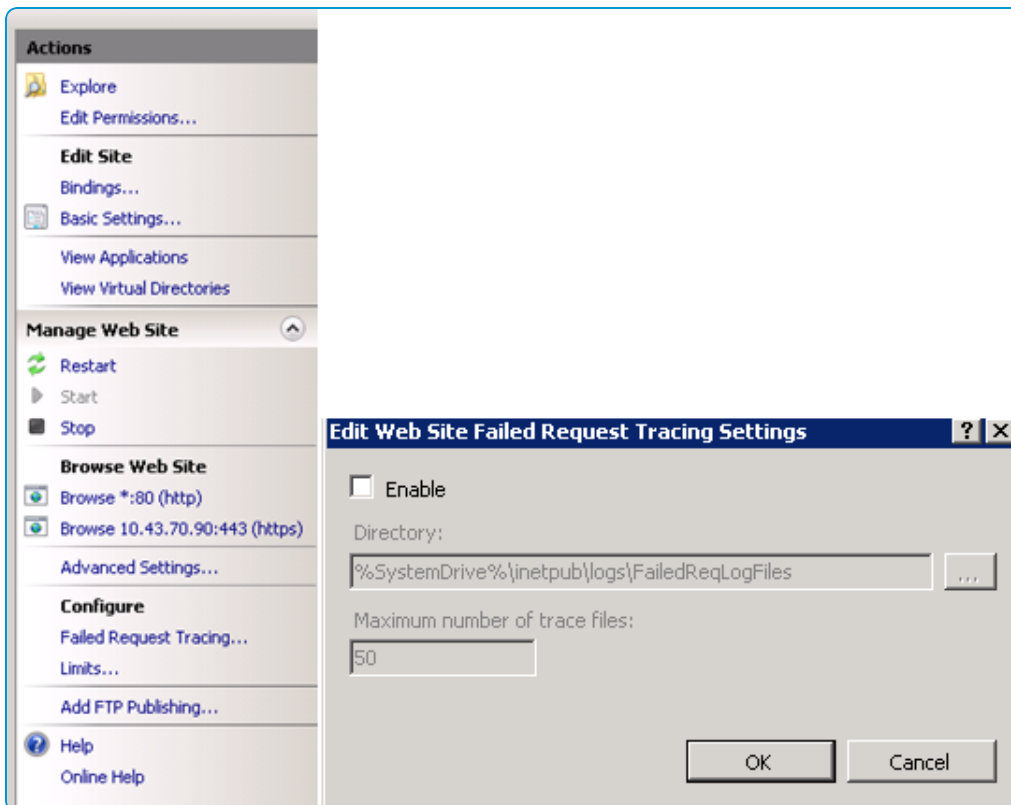 Actions
Explore
Edit Permissions...
Edit Site
Bindings...
Basic Settings...
View Applications
View Virtual Directories
Manage Web Site
Restart
Start
Stop
Browse Web Site
Browse *:80 (http)
Browse 10.43.70.90:443 (https)
Advanced Settings...
Configure
Failed Request Tracing...
Limits...
Add FTP Publishing...
Help
Online Help
Edit Web Site Failed Request Tracing Settings
Enable
Directory:
%SystemDrive%\inetpub\logs\FailedReqLogFiles
...
Maximum number of trace files:
50
OK Cancel